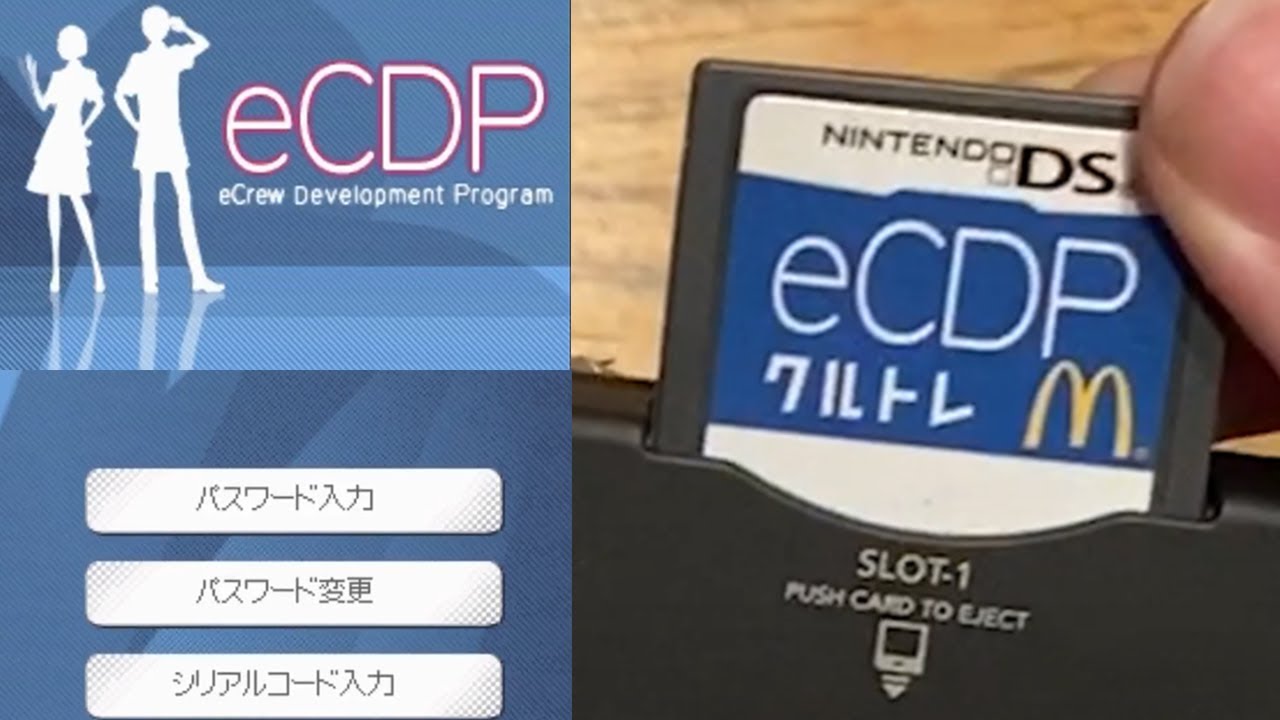 eCDP
eCrew Development Program
パスワード入力
パスワード変更
シリアルコード入力
NINTENDO DS
eCDP
クルトレ
M
SLOT-1
PUSH CARD TO EJECT